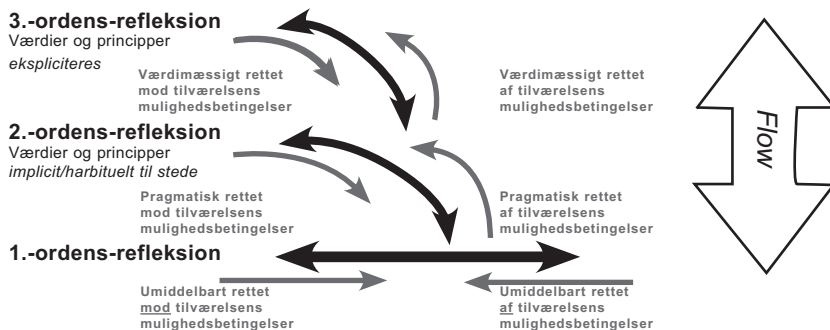 3.-ordens-refleksion
Værdier og principper
ekspliciteres
Værdimæssigt rettet
mod tilværelsens
mulighedsbetingelser
Værdimæssigt rettet
af tilværelsens
mulighedsbetingelser
2.-ordens-refleksion
Værdier og principper
implicit/harbituelt til stede
Pragmatisk rettet
mod tilværelsens
mulighedsbetingelser
Pragmatisk rettet
af tilværelsens
mulighedsbetingelser
1.-ordens-refleksion
Umiddelbart rettet
mod tilværelsens
mulighedsbetingelser
Umiddelbart rettet
af tilværelsens
mulighedsbetingelser
Flow